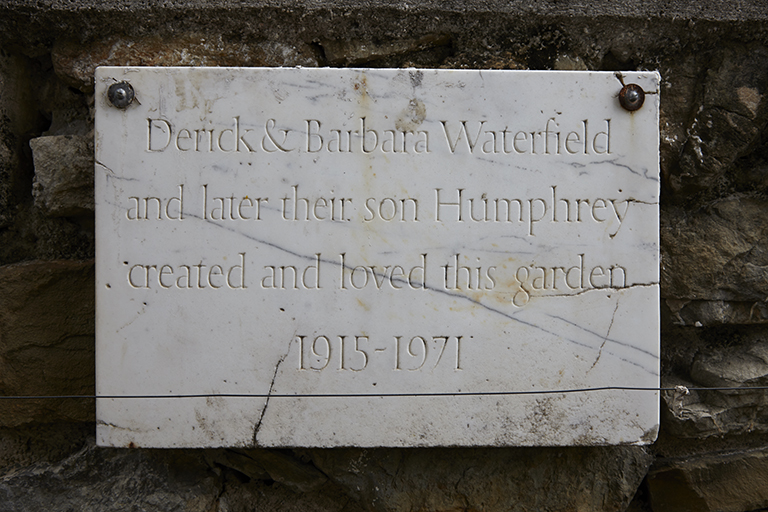 Derick & Barbara Waterfield
and later their son Humphrey
created and loved this garden
1915-1971